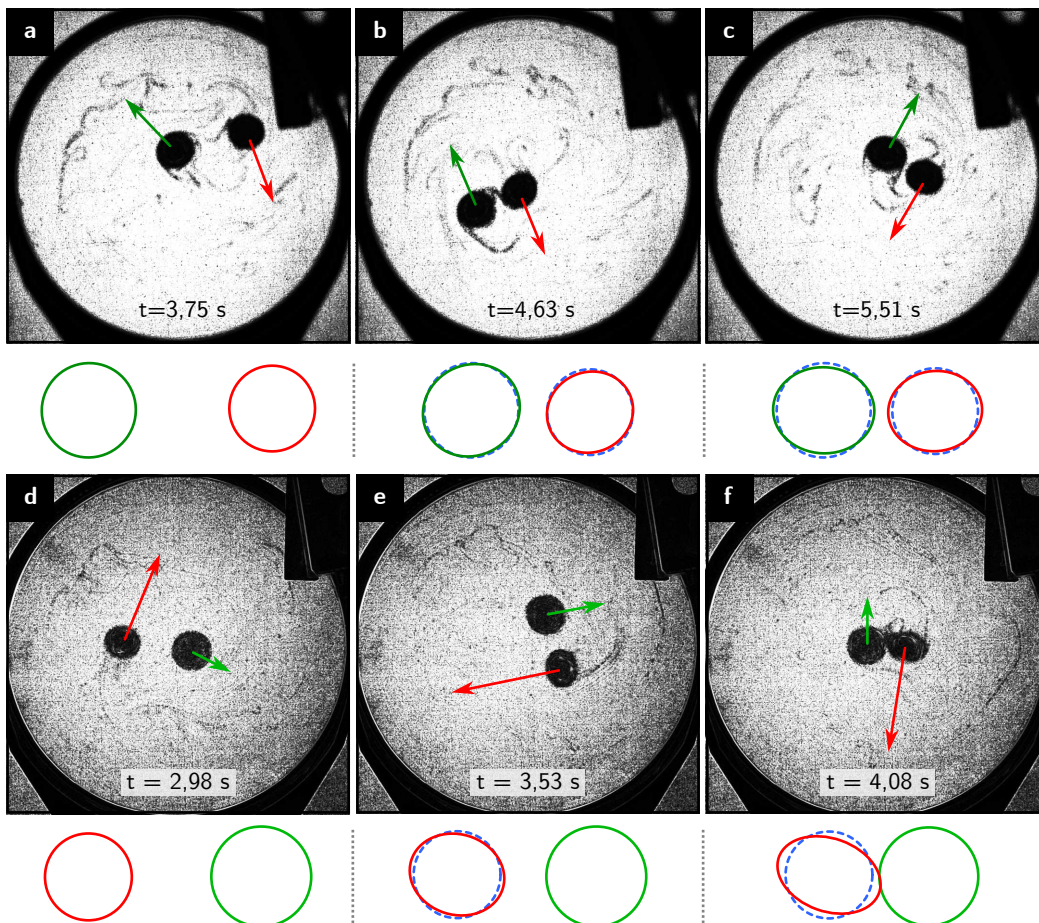 a
b
c
t=3,75 s
t=4,63 s
t=5,51 s
d
e
f
t = 2,98 s
t = 3,53 s
t = 4,08 s